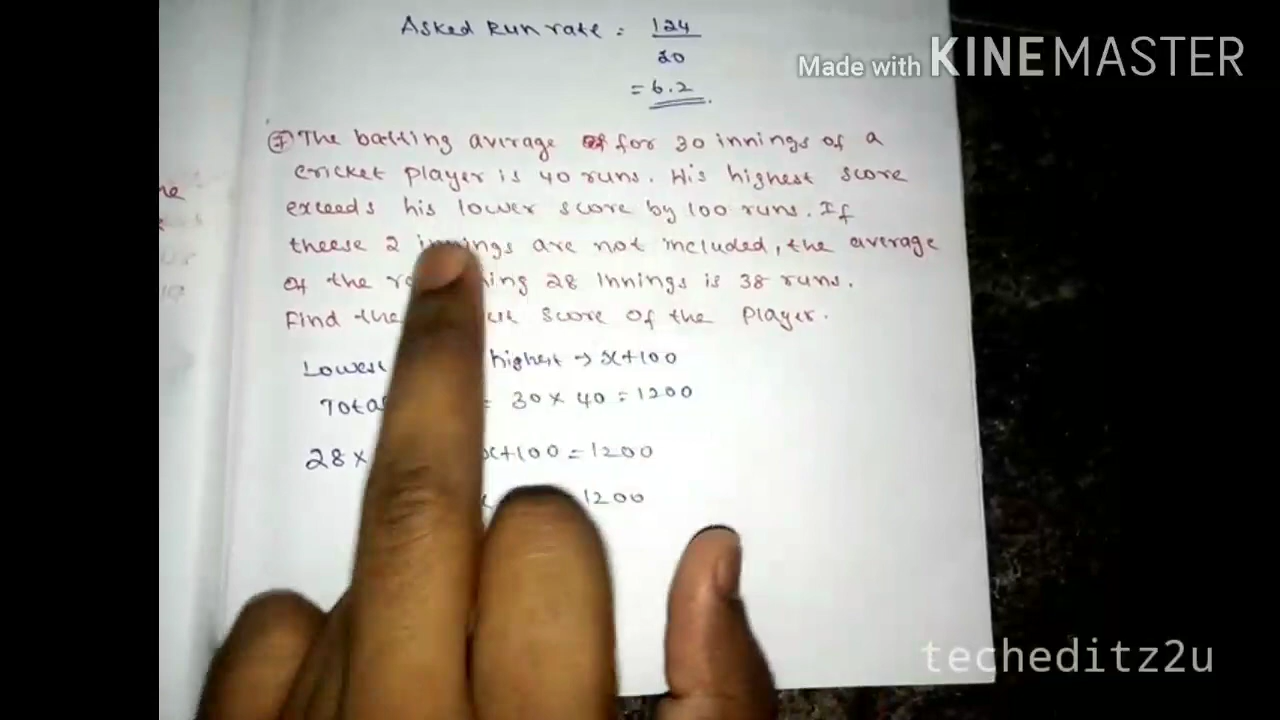 Asked Run rate = 124
20
= 6.2
Made with KINEMASTER
⑦ The batting average for 30 innings of a
cricket player is 40 runs. His highest score
exceeds his lower score by 100 runs. If
theese 2 innings are not included, the average
of the 28 innings is 38 runs.
Find the score of the player.
Lowest highest → x+100
= 30 × 40 = 1200
28 × x+100 = 1200
1200
techeditz2u